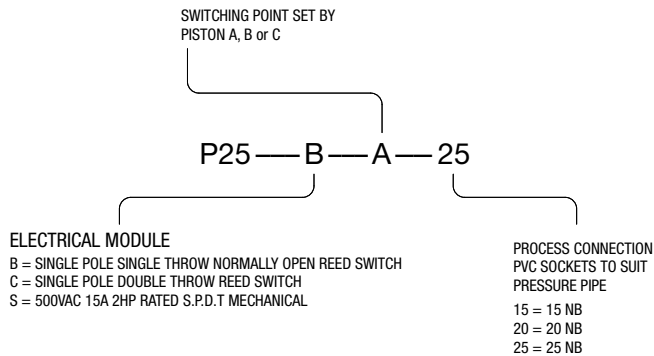 SWITCHING POINT SET BY
PISTON A, B or C
P25 — B — A — 25
ELECTRICAL MODULE
B = SINGLE POLE SINGLE THROW NORMALLY OPEN REED SWITCH
C = SINGLE POLE DOUBLE THROW REED SWITCH
S = 500VAC 15A 2HP RATED S.P.D.T MECHANICAL
PROCESS CONNECTION
PVC SOCKETS TO SUIT
PRESSURE PIPE
15 = 15 NB
20 = 20 NB
25 = 25 NB